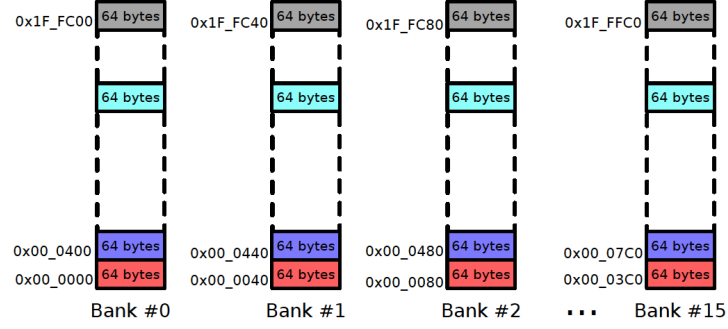 0x1F_FC00 64 bytes 0x1F_FC40 64 bytes 0x1F_FC80 64 bytes 0x1F_FFC0 64 bytes
64 bytes 64 bytes 64 bytes 64 bytes
0x00_0400 64 bytes 0x00_0440 64 bytes 0x00_0480 64 bytes 0x00_07C0 64 bytes
0x00_0000 64 bytes 0x00_0040 64 bytes 0x00_0080 64 bytes 0x00_03C0 64 bytes
Bank #0 Bank #1 Bank #2 ... Bank #15